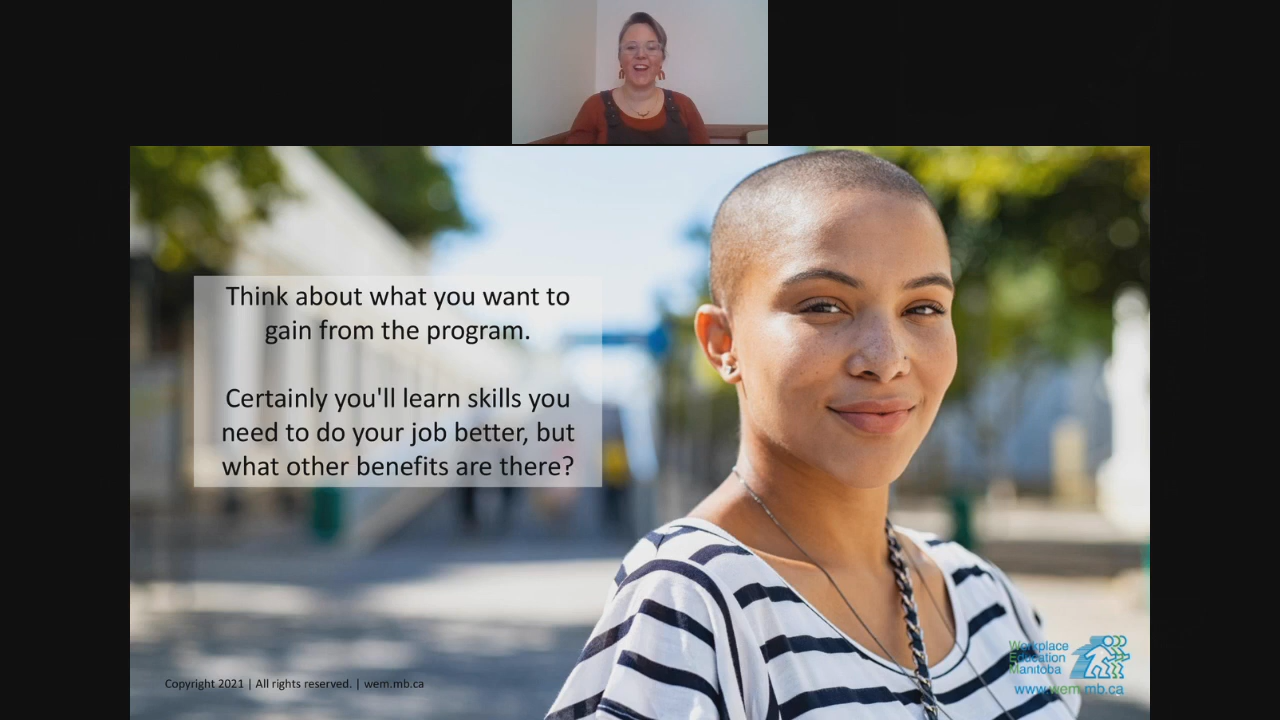 Think about what you want to
gain from the program.
Certainly you'll learn skills you
need to do your job better, but
what other benefits are there?
Copyright 2021 | All rights reserved. | wem.mb.ca
Workplace
Education
Manitoba
www.wem.mb.ca